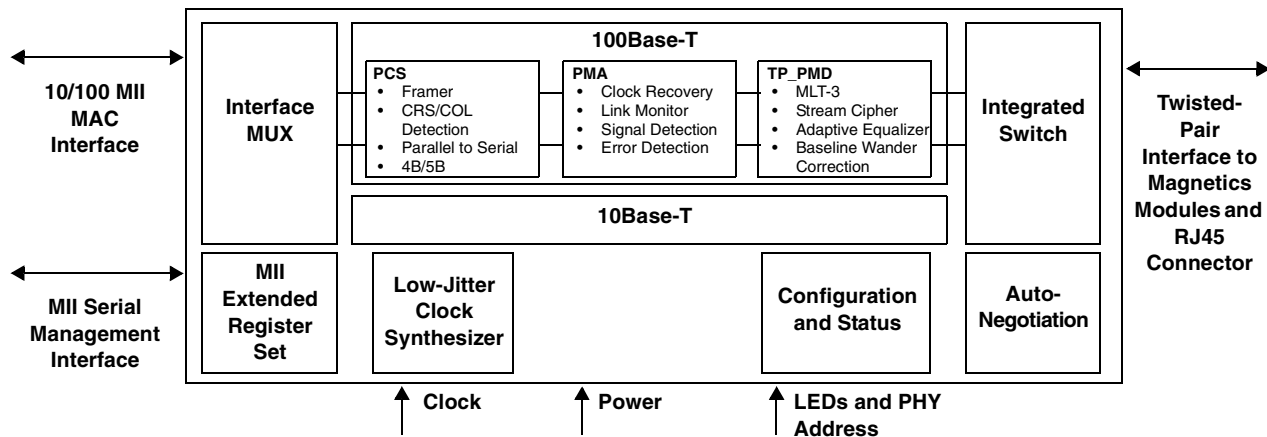 10/100 MII
MAC
Interface
MII Serial
Management
Interface
Interface
MUX
100Base-T
PCS
• Framer
• CRS/COL
Detection
• Parallel to Serial
• 4B/5B
PMA
• Clock Recovery
• Link Monitor
• Signal Detection
• Error Detection
TP_PMD
• MLT-3
• Stream Cipher
• Adaptive Equalizer
• Baseline Wander
Correction
10Base-T
Integrated
Switch
Twisted-
Pair
Interface to
Magnetics
Modules and
RJ45
Connector
MII
Extended
Register
Set
Low-Jitter
Clock
Synthesizer
Configuration
and Status
Auto-
Negotiation
Clock
Power
LEDs and PHY
Address